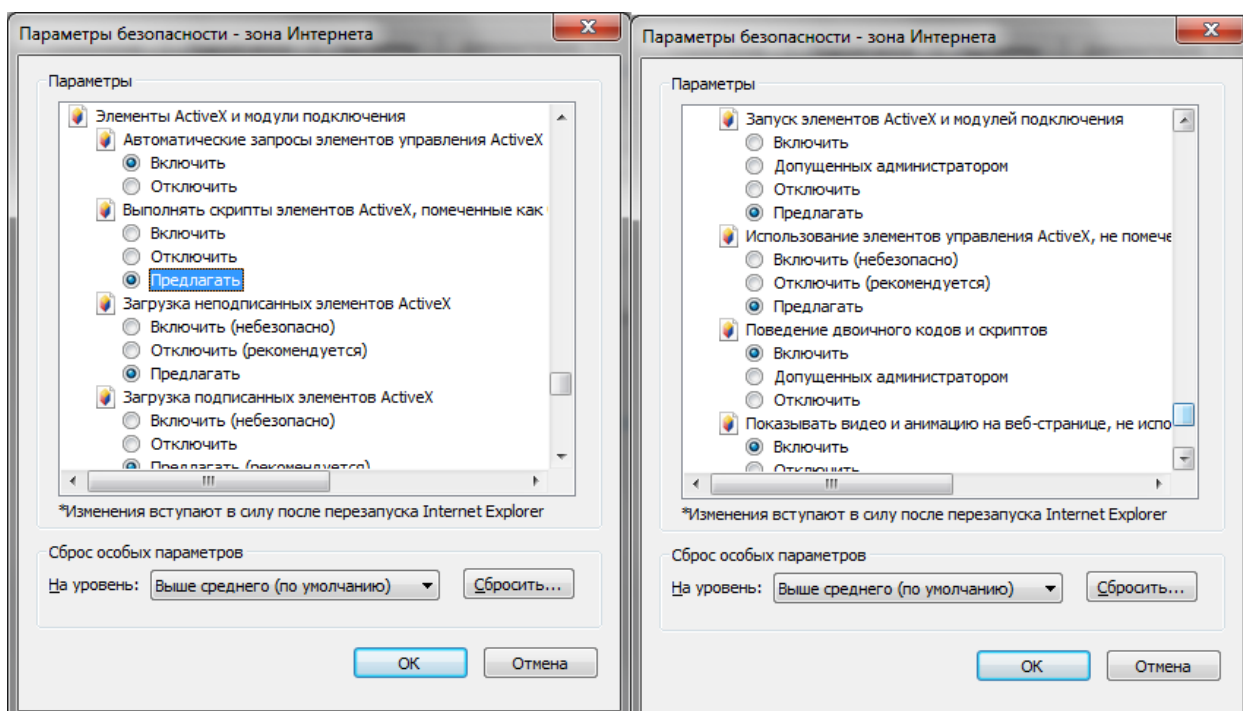 Параметры безопасности - зона Интернета
Параметры
Элементы ActiveX и модули подключения
Автоматические запросы элементов управления ActiveX
Включить
Отключить
Выполнять скрипты элементов ActiveX, помеченные как
Включить
Отключить
Предлагать
Загрузка неподписанных элементов ActiveX
Включить (небезопасно)
Отключить (рекомендуется)
Предлагать
Загрузка подписанных элементов ActiveX
Включить (небезопасно)
Отключить
Предлагать (рекомендуется)
*Изменения вступают в силу после перезапуска Internet Explorer
Сброс особых параметров
На уровень: Выше среднего (по умолчанию) Сбросить...
OK Отмена
Параметры безопасности - зона Интернета
Параметры
Запуск элементов ActiveX и модулей подключения
Включить
Допущенных администратором
Отключить
Предлагать
Использование элементов управления ActiveX, не помече
Включить (небезопасно)
Отключить (рекомендуется)
Предлагать
Поведение двоичного кодов и скриптов
Включить
Допущенных администратором
Отключить
Показывать видео и анимацию на веб-странице, не испо
Включить
Отключить
*Изменения вступают в силу после перезапуска Internet Explorer
Сброс особых параметров
На уровень: Выше среднего (по умолчанию) Сбросить...
OK Отмена